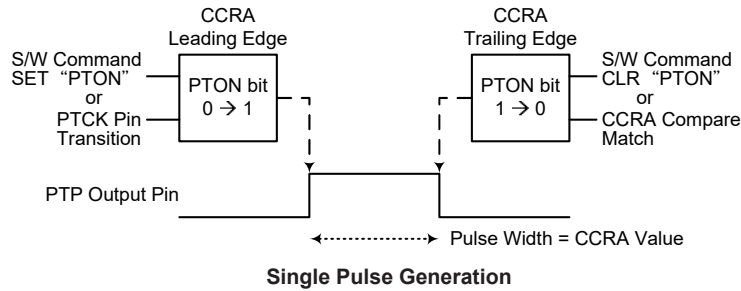 CCRA
Leading Edge
S/W Command
SET “PTON”
or
PTCK Pin
Transition
PTON bit
0 → 1
CCRA
Trailing Edge
PTON bit
1 → 0
S/W Command
CLR “PTON”
or
CCRA Compare
Match
PTP Output Pin
Pulse Width = CCRA Value
Single Pulse Generation